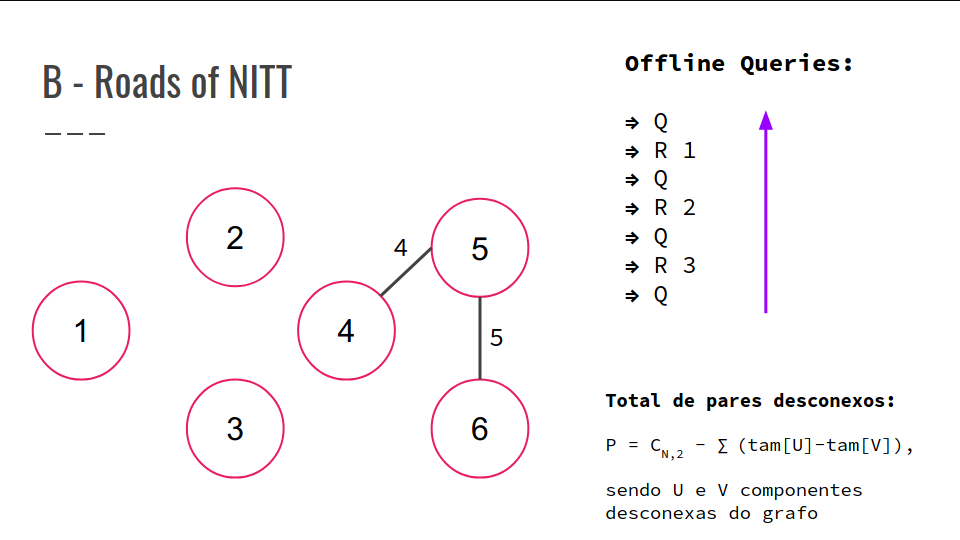 B - Roads of NITT
Offline Queries:
⇒ Q
⇒ R 1
⇒ Q
⇒ R 2
⇒ Q
⇒ R 3
⇒ Q
2
5
4
1
4
5
3
6
Total de pares desconexos:
P = C_N,2 - Σ (tam[U]-tam[V]),
sendo U e V componentes
desconexas do grafo